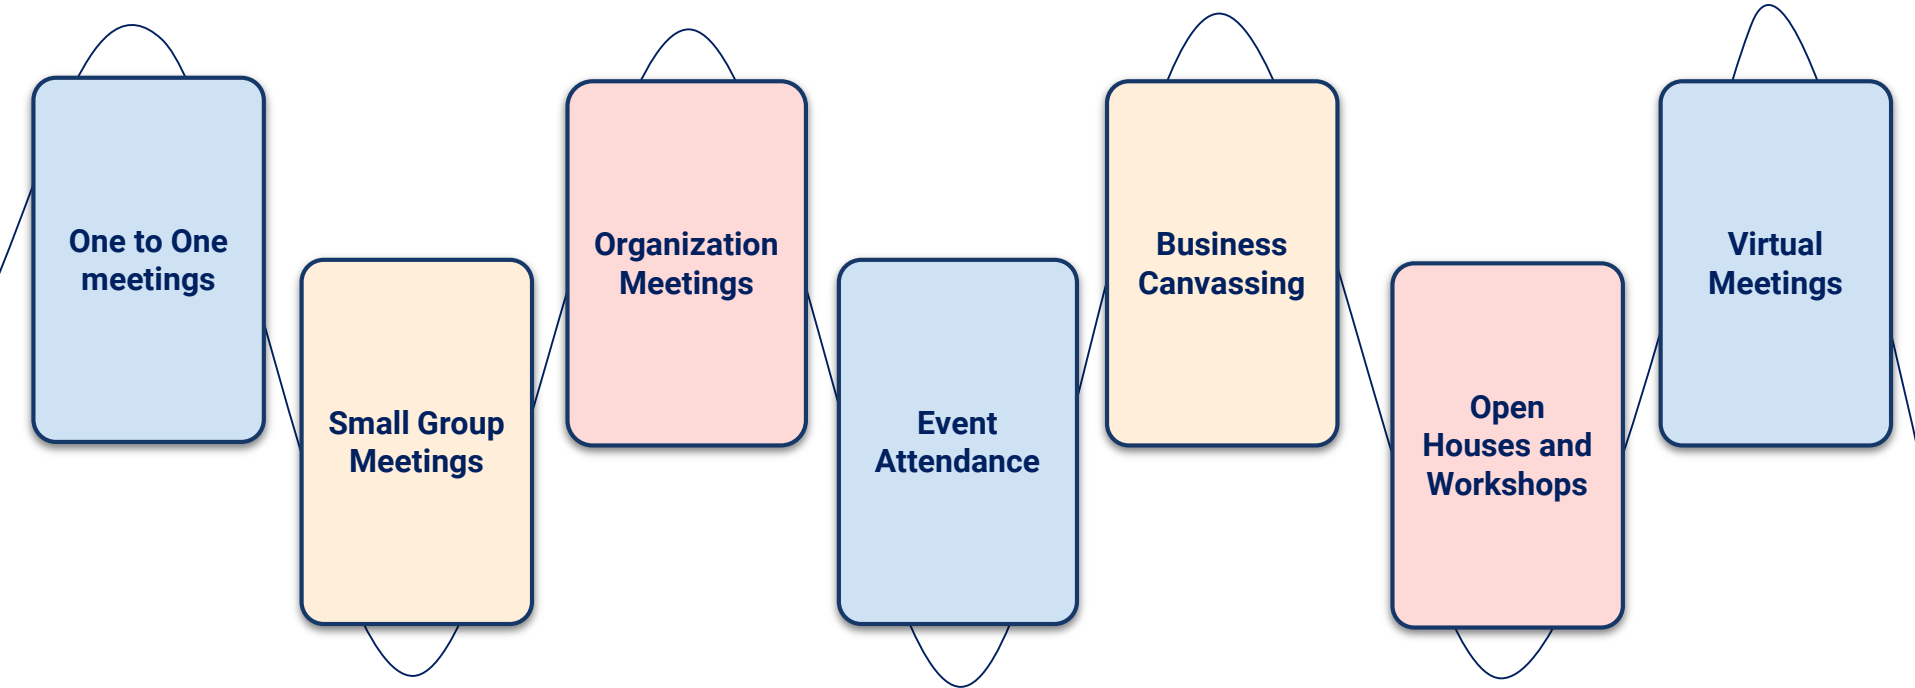 One to One
meetings
Small Group
Meetings
Organization
Meetings
Event
Attendance
Business
Canvassing
Open
Houses and
Workshops
Virtual
Meetings